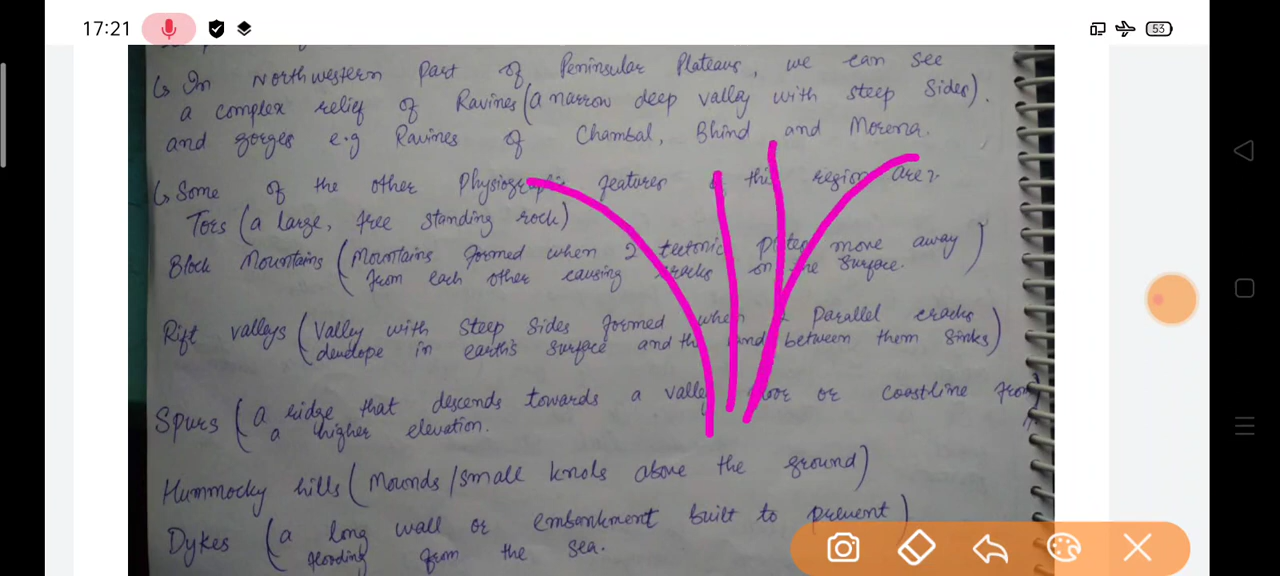 17:21
53
↳ In Northwestern part of Peninsular Plateaus, we can see
a complex relief of Ravines (a narrow deep valley with steep sides).
and gorges e.g Ravines of Chambal, Bhind and Morena.
↳ Some of the other Physiographic features of this region are:
Tors (a large, free standing rock)
Block Mountains (Mountains formed when 2 tectonic plates move away
from each other causing cracks on the surface.)
Rift valleys (Valley with steep sides formed when 2 parallel cracks
develope in earth's surface and the land between them sinks)
Spurs (a ridge that descends towards a valley floor or coastline from
a higher elevation.
Hummocky hills (Mounds/small knols above the ground)
Dykes (a long wall or embankment built to prevent)
flooding from the sea.